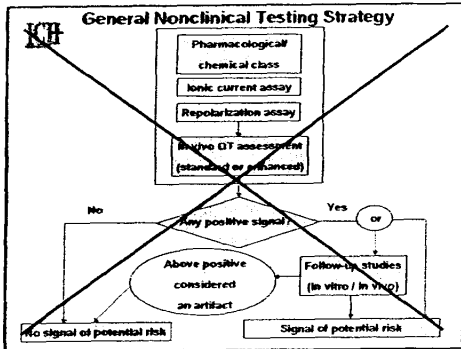 ICH
General Nonclinical Testing Strategy
Pharmacological/
chemical class
Ionic current assay
Repolarization assay
In vivo QT assessment
(standard or enhanced)
No
Any positive signal?
Yes
or
Above positive
considered
an artifact
Follow-up studies
(in vitro / in vivo)
No signal of potential risk
Signal of potential risk